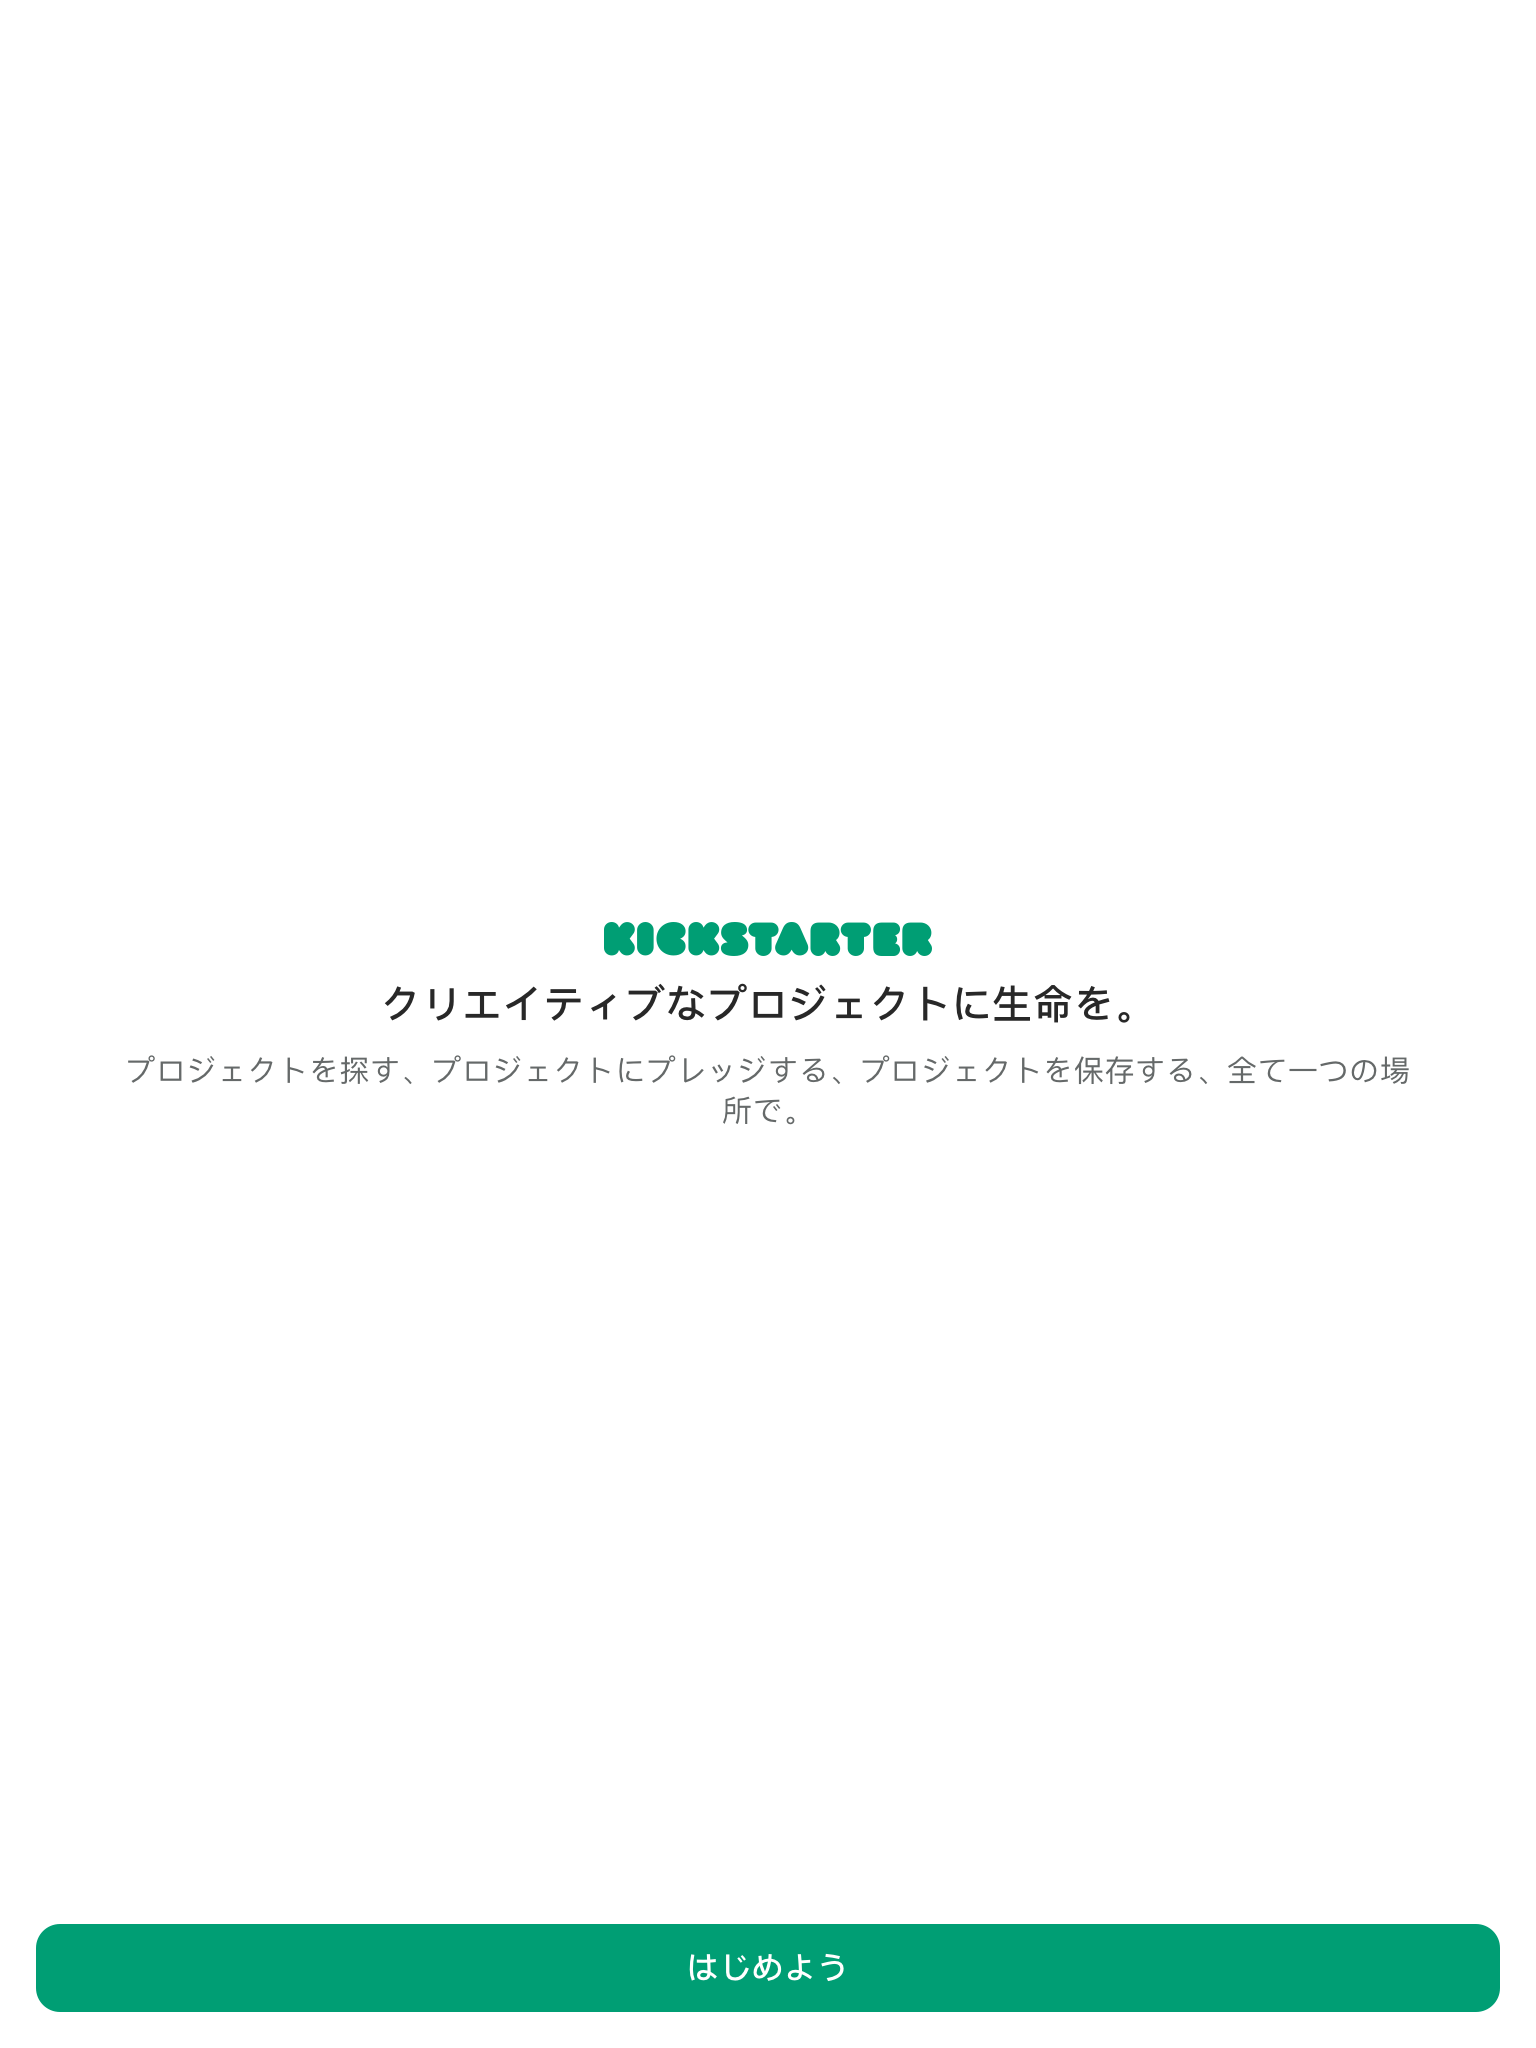 KICKSTARTER
クリエイティブなプロジェクトに生命を。
プロジェクトを探す、プロジェクトにプレッジする、プロジェクトを保存する、全て一つの場
所で。
はじめよう